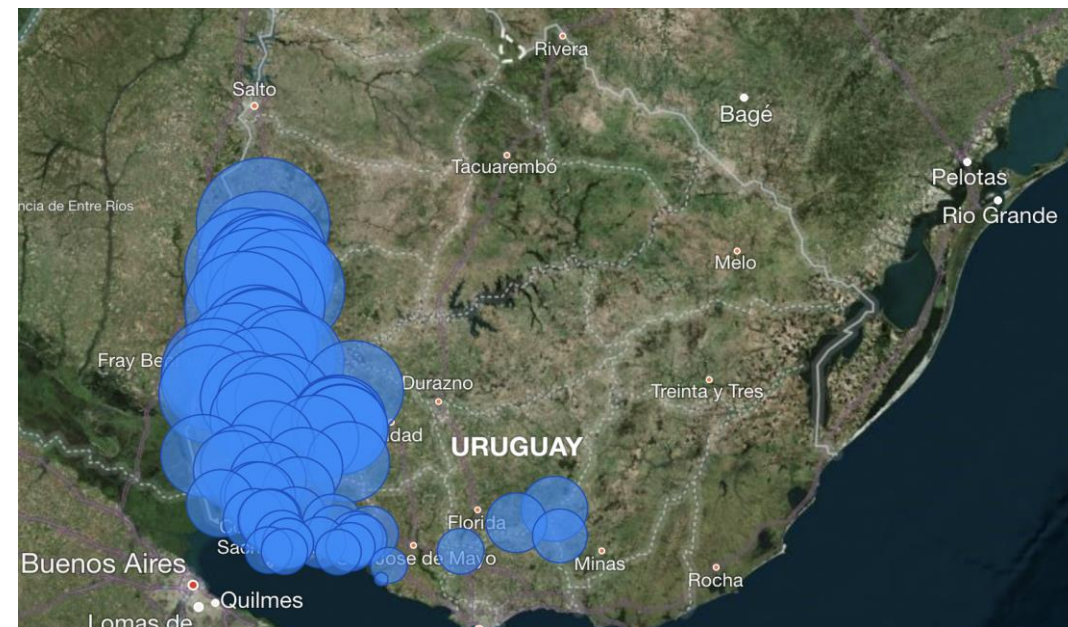 Rivera
Salto
Bagé
Tacuarembó
Pelotas
ncia de Entre Ríos
Rio Grande
Melo
Fray Be
Durazno
Treinta y Tres
dad
URUGUAY
Florida
Sac
Jose de Mayo
Buenos Aires
Minas
Rocha
Quilmes
Lomas de